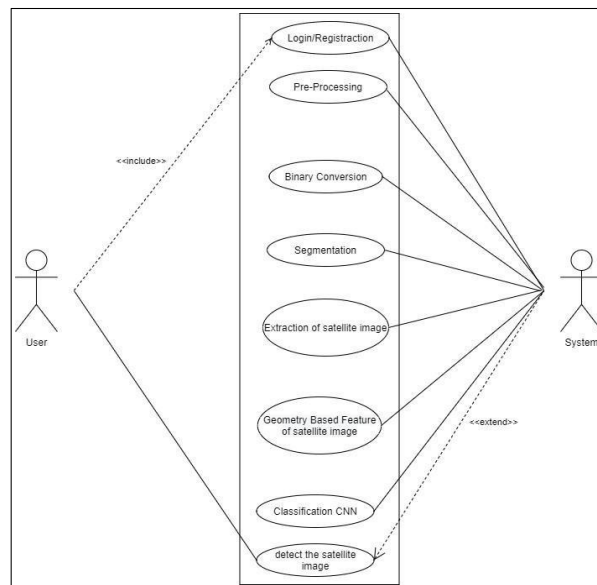 Login/Registraction
Pre-Processing
<<include>>
Binary Conversion
Segmentation
Extraction of satellite image
User
System
Geometry Based Feature
of satellite image
<<extend>>
Classification CNN
detect the satellite
image